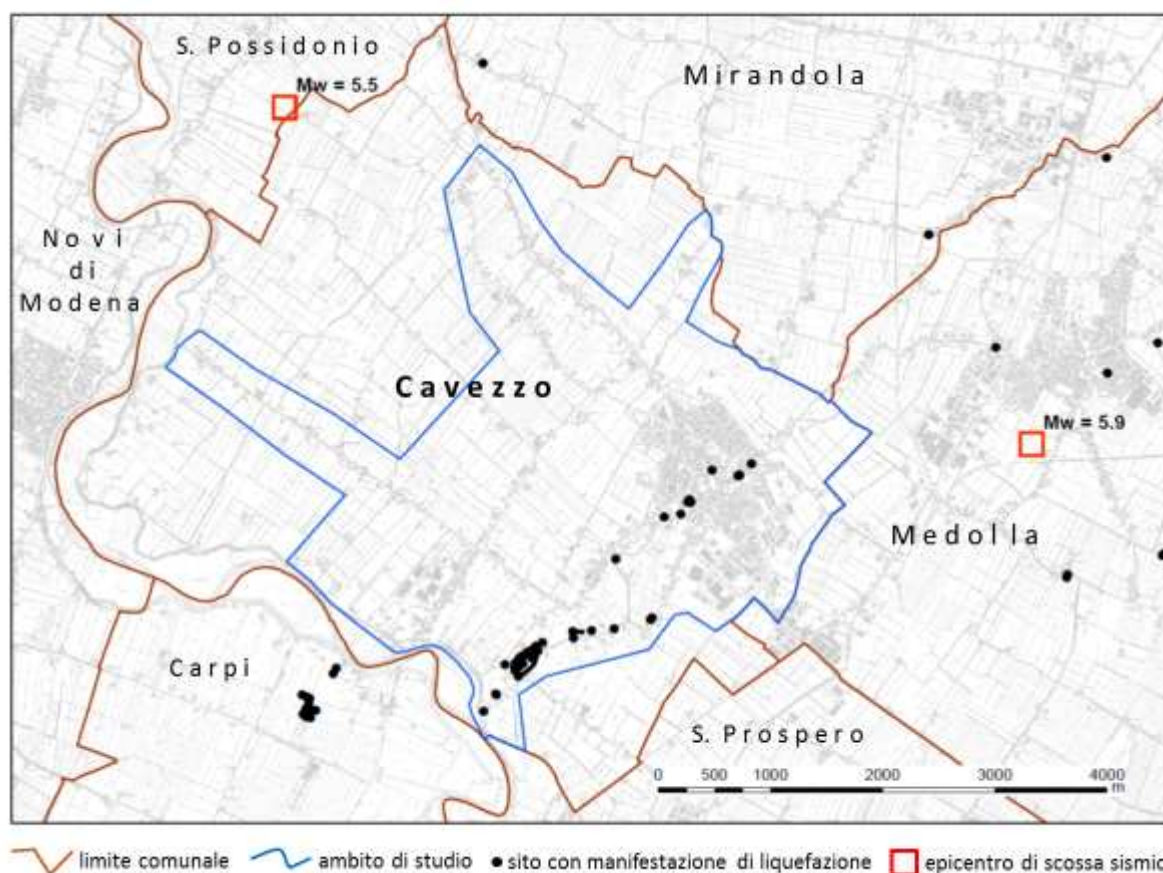 S. Possidonio
Mw = 5.5
Mirandola
Novi
di
Modena
Cavezzo
Mw = 5.9
Medolla
Carpi
S. Prospero
0 500 1000 2000 3000 4000
m
limite comunale ambito di studio sito con manifestazione di liquefazione epicentro di scossa sismic